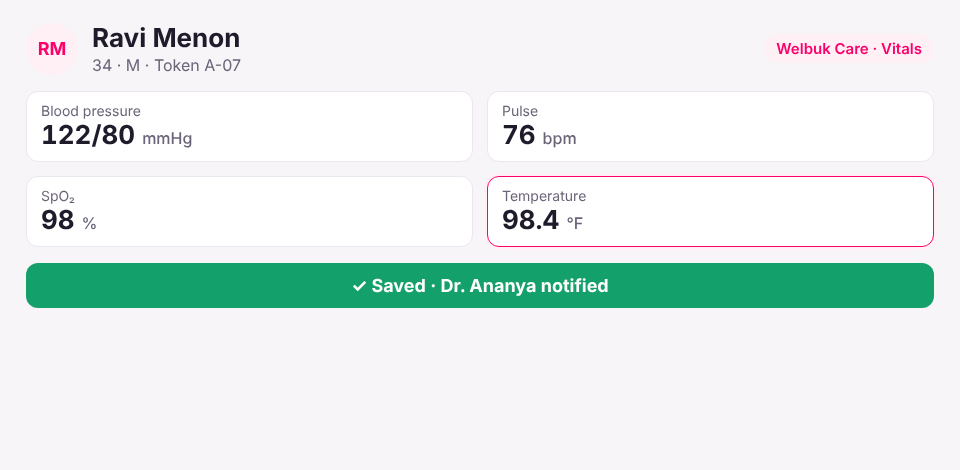 RM
Ravi Menon
34 · M · Token A-07
Welbuk Care · Vitals
Blood pressure
122/80 mmHg
Pulse
76 bpm
SpO₂
98 %
Temperature
98.4 °F
✓ Saved · Dr. Ananya notified